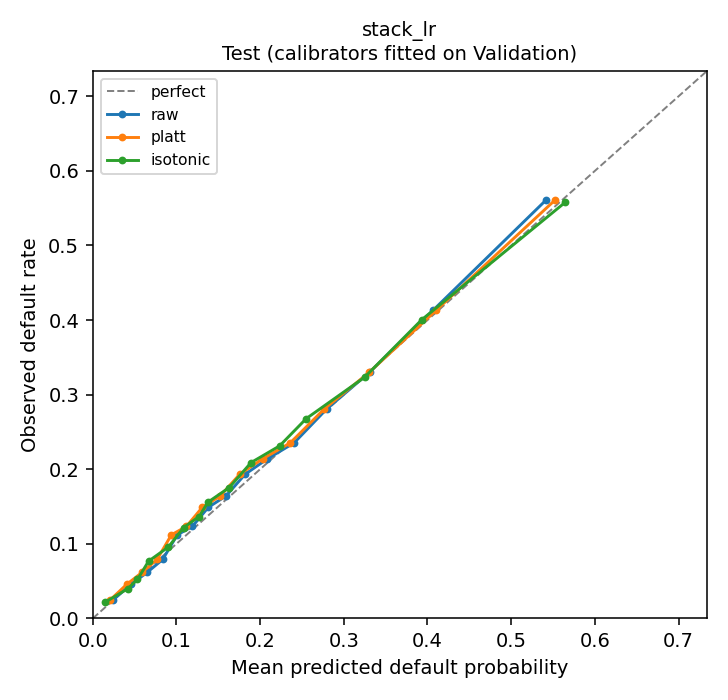 stack_lr
Test (calibrators fitted on Validation)
perfect
raw
platt
isotonic
Observed default rate
0.7
0.6
0.5
0.4
0.3
0.2
0.1
0.0
0.0 0.1 0.2 0.3 0.4 0.5 0.6 0.7
Mean predicted default probability